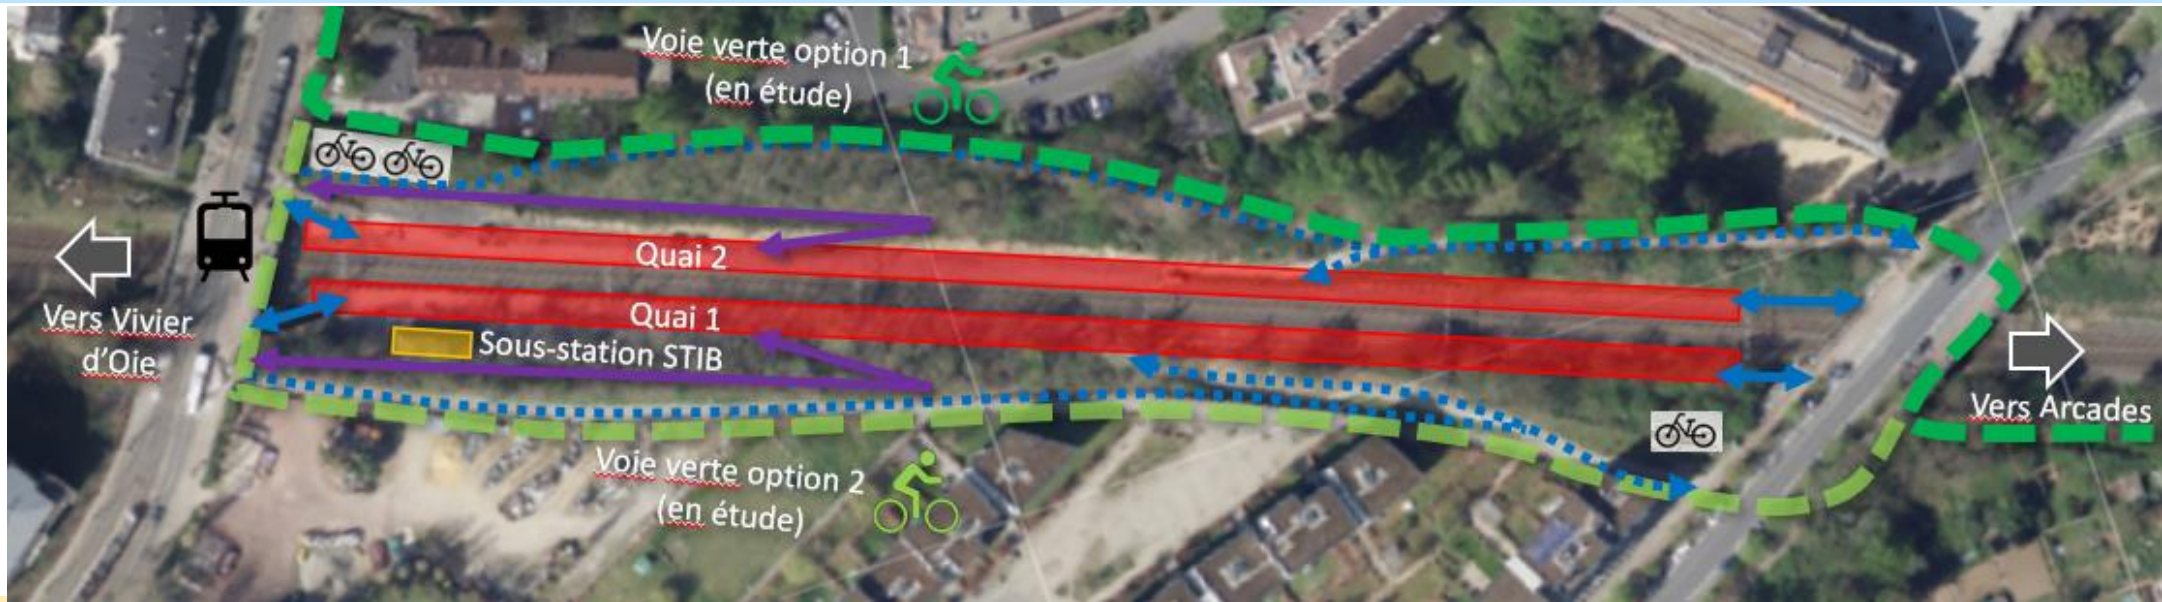 Voie verte option 1
(en étude)
Quai 2
Quai 1
Sous-station STIB
Vers Vivier
d'Oie
Vers Arcades
Voie verte option 2
(en étude)